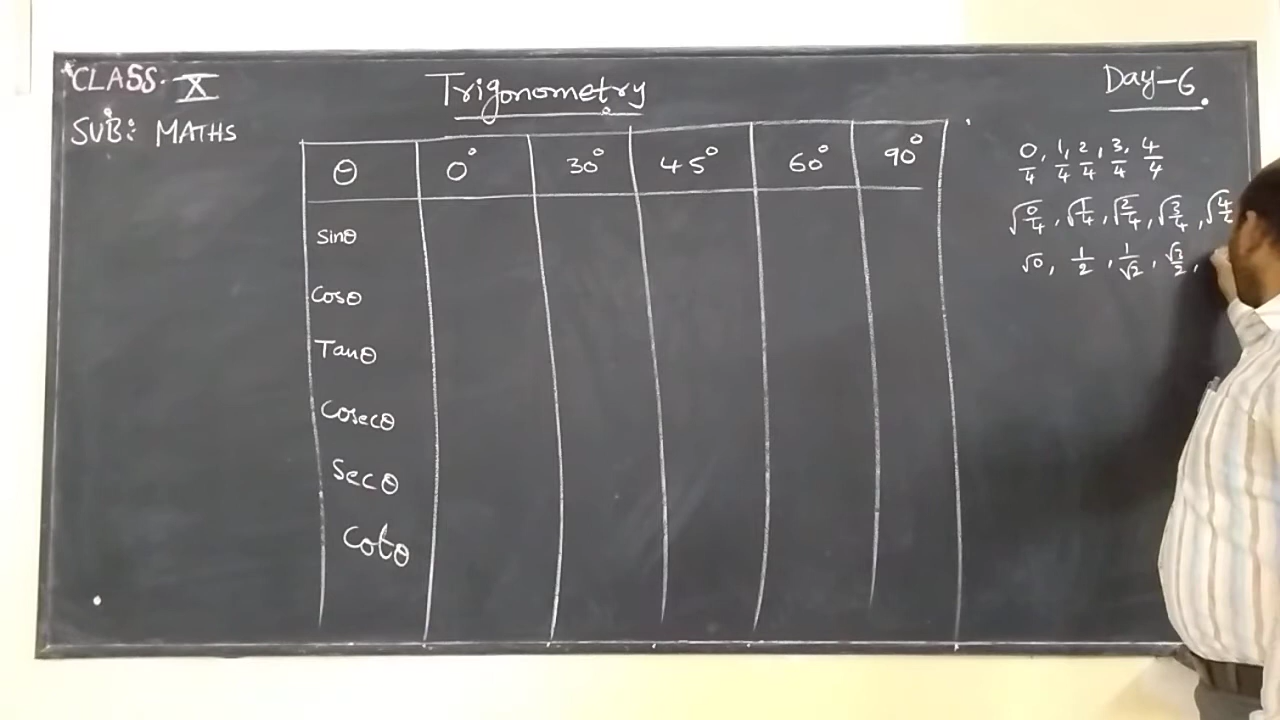 CLASS- X
SUB: MATHS
Trigonometry
Day-6.
θ 0° 30° 45° 60° 90°
sinθ
Cosθ
Tanθ
Cosecθ
Secθ
Cotθ
0/4, 1/4, 2/4, 3/4, 4/4
√0/4, √1/4, √2/4, √3/4,
√0, 1/2, 1/√2, √3/2,